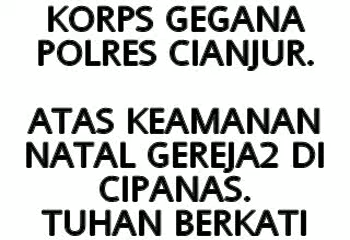 KORPS GEGANA
POLRES CIANJUR.
ATAS KEAMANAN
NATAL GEREJA2 DI
CIPANAS.
TUHAN BERKATI